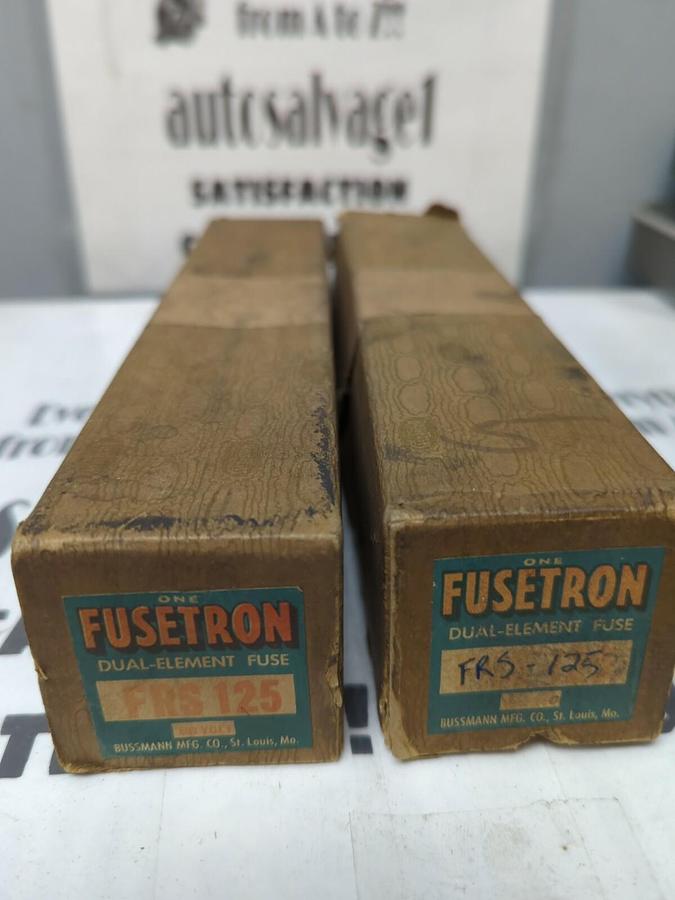 from A to Z!!
autosalvage1
SATISFACTION
ONE
FUSETRON
DUAL-ELEMENT FUSE
FRS 125
BUSSMANN MFG. CO., St. Louis, Mo.
ONE
FUSETRON
DUAL-ELEMENT FUSE
FRS-125
BUSSMANN MFG. CO., St. Louis, Mo.